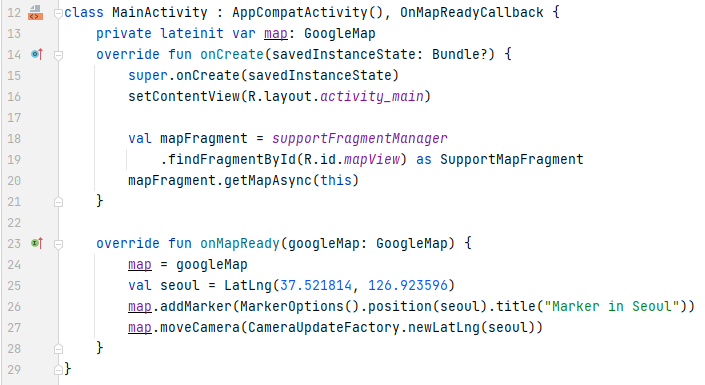 12 class MainActivity : AppCompatActivity(), OnMapReadyCallback {
13     private lateinit var map: GoogleMap
14     override fun onCreate(savedInstanceState: Bundle?) {
15         super.onCreate(savedInstanceState)
16         setContentView(R.layout.activity_main)
17
18         val mapFragment = supportFragmentManager
19             .findFragmentById(R.id.mapView) as SupportMapFragment
20         mapFragment.getMapAsync(this)
21     }
22
23     override fun onMapReady(googleMap: GoogleMap) {
24         map = googleMap
25         val seoul = LatLng(37.521814, 126.923596)
26         map.addMarker(MarkerOptions().position(seoul).title("Marker in Seoul"))
27         map.moveCamera(CameraUpdateFactory.newLatLng(seoul))
28     }
29 }